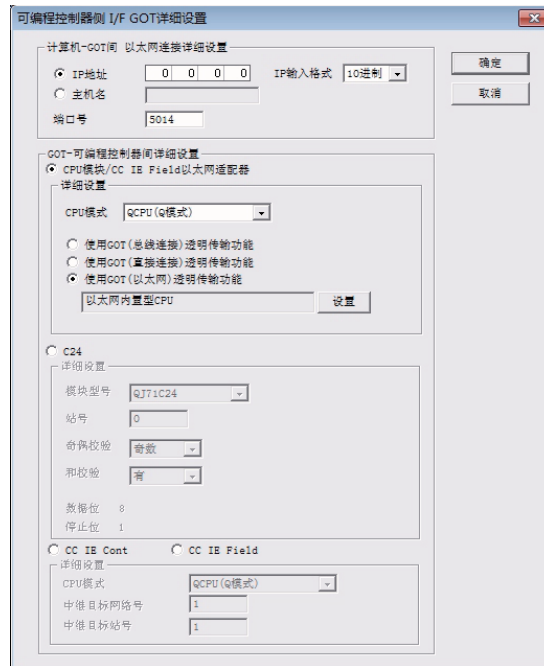 可编程控制器侧 I/F GOT详细设置
计算机-GOT间 以太网连接详细设置
IP地址 0 0 0 0 IP输入格式 10进制
主机名
端口号 5014
确定
取消
GOT-可编程控制器间详细设置
CPU模块/CC IE Field以太网适配器
详细设置
CPU模式 QCPU(Q模式)
使用GOT(总线连接)透明传输功能
使用GOT(直接连接)透明传输功能
使用GOT(以太网)透明传输功能
以太网内置型CPU 设置
C24
详细设置
模块型号 QJ71C24
站号 0
奇偶校验 奇数
和校验 有
数据位 8
停止位 1
CC IE Cont CC IE Field
详细设置
CPU模式 QCPU(Q模式)
中继目标网络号 1
中继目标站号 1